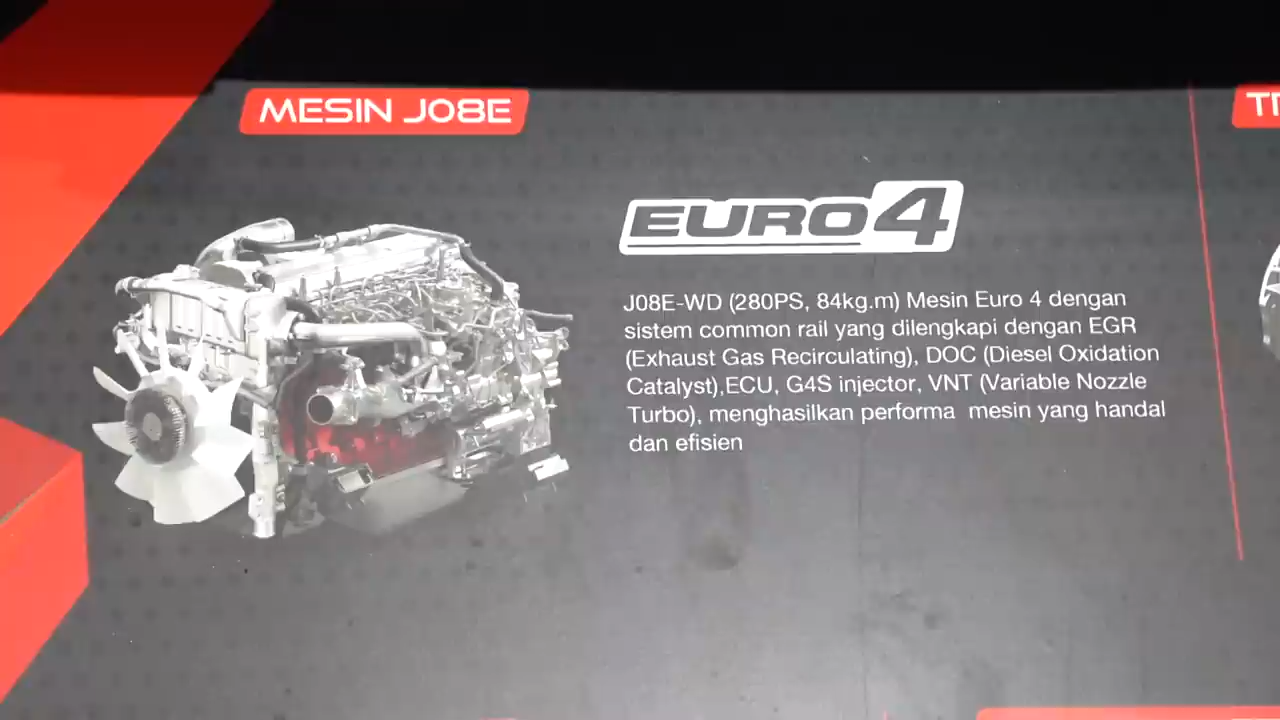 MESIN J08E
EURO4
J08E-WD (280PS, 84kg.m) Mesin Euro 4 dengan
sistem common rail yang dilengkapi dengan EGR
(Exhaust Gas Recirculating), DOC (Diesel Oxidation
Catalyst),ECU, G4S injector, VNT (Variable Nozzle
Turbo), menghasilkan performa  mesin yang handal
dan efisien